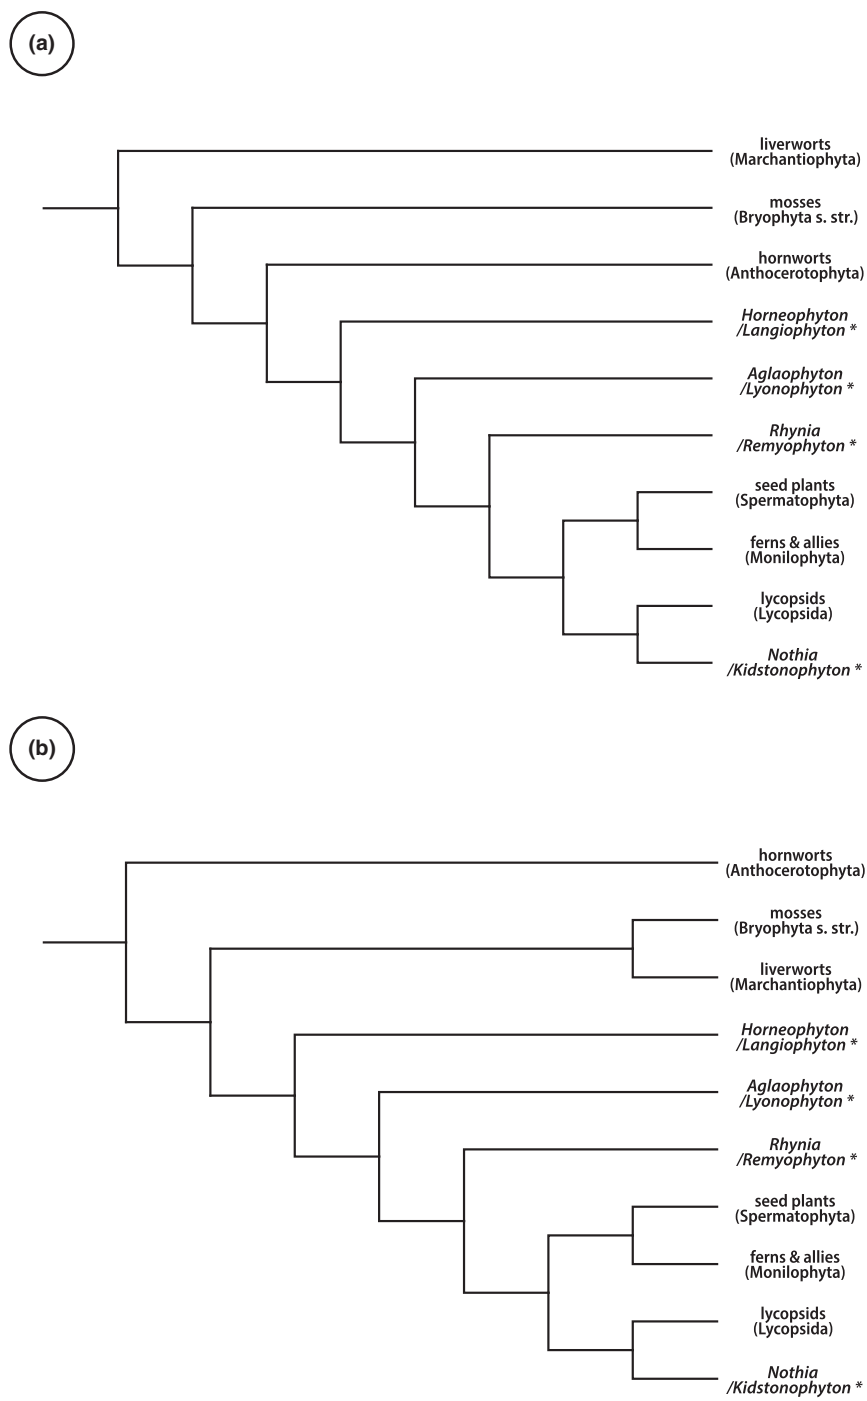 (a)
liverworts
(Marchantiophyta)
mosses
(Bryophyta s. str.)
hornworts
(Anthocerotophyta)
Horneophyton
/Langiophyton *
Aglaophyton
/Lyonophyton *
Rhynia
/Remyophyton *
seed plants
(Spermatophyta)
ferns & allies
(Monilophyta)
lycopsids
(Lycopsida)
Nothia
/Kidstonophyton *
(b)
hornworts
(Anthocerotophyta)
mosses
(Bryophyta s. str.)
liverworts
(Marchantiophyta)
Horneophyton
/Langiophyton *
Aglaophyton
/Lyonophyton *
Rhynia
/Remyophyton *
seed plants
(Spermatophyta)
ferns & allies
(Monilophyta)
lycopsids
(Lycopsida)
Nothia
/Kidstonophyton *